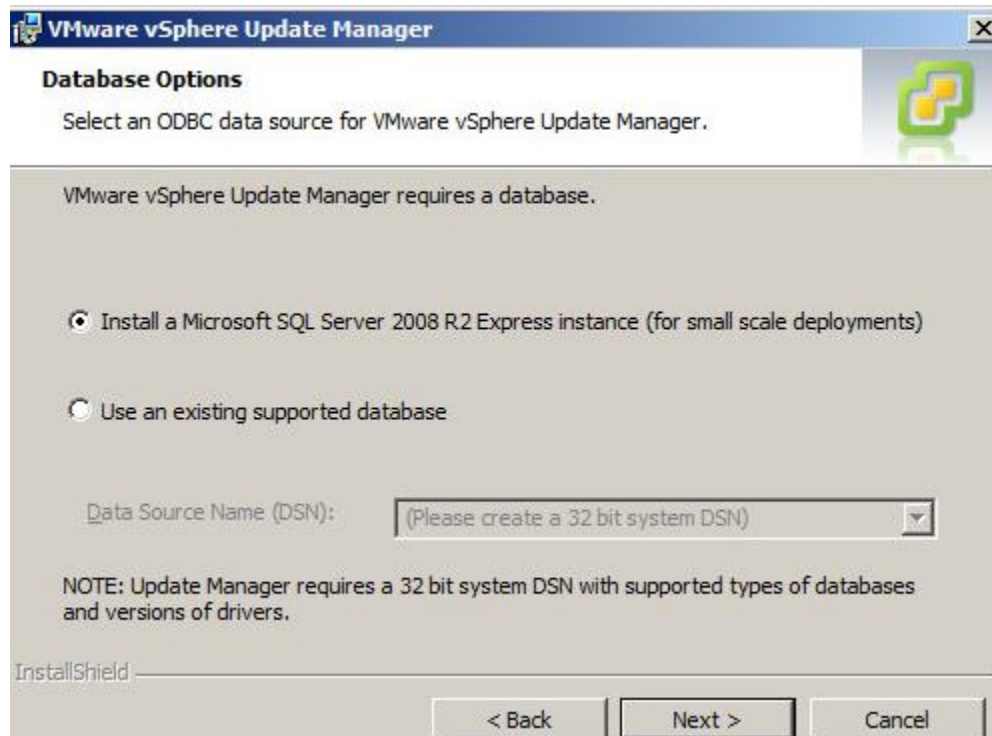 VMware vSphere Update Manager
Database Options
Select an ODBC data source for VMware vSphere Update Manager.
VMware vSphere Update Manager requires a database.
Install a Microsoft SQL Server 2008 R2 Express instance (for small scale deployments)
Use an existing supported database
Data Source Name (DSN):
(Please create a 32 bit system DSN)
NOTE: Update Manager requires a 32 bit system DSN with supported types of databases
and versions of drivers.
InstallShield
< Back
Next >
Cancel